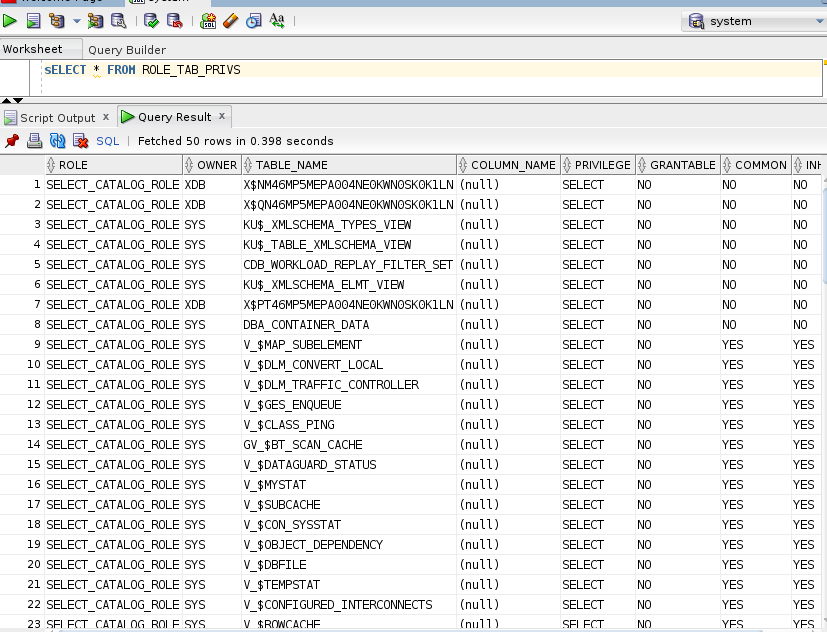 system
Worksheet Query Builder
sELECT * FROM ROLE_TAB_PRIVS
Script Output x Query Result x
SQL | Fetched 50 rows in 0.398 seconds
ROLE OWNER TABLE_NAME COLUMN_NAME PRIVILEGE GRANTABLE COMMON INH
1 SELECT_CATALOG_ROLE XDB X$NM46MP5MEPA004NE0KWN0SK0K1LN (null) SELECT NO NO NO
2 SELECT_CATALOG_ROLE XDB X$QN46MP5MEPA004NE0KWN0SK0K1LN (null) SELECT NO NO NO
3 SELECT_CATALOG_ROLE SYS KU$_XMLSCHEMA_TYPES_VIEW (null) SELECT NO NO NO
4 SELECT_CATALOG_ROLE SYS KU$_TABLE_XMLSCHEMA_VIEW (null) SELECT NO NO NO
5 SELECT_CATALOG_ROLE SYS CDB_WORKLOAD_REPLAY_FILTER_SET (null) SELECT NO NO NO
6 SELECT_CATALOG_ROLE SYS KU$_XMLSCHEMA_ELMT_VIEW (null) SELECT NO NO NO
7 SELECT_CATALOG_ROLE XDB X$PT46MP5MEPA004NE0KWN0SK0K1LN (null) SELECT NO NO NO
8 SELECT_CATALOG_ROLE SYS DBA_CONTAINER_DATA (null) SELECT NO NO NO
9 SELECT_CATALOG_ROLE SYS V_$MAP_SUBELEMENT (null) SELECT NO YES YES
10 SELECT_CATALOG_ROLE SYS V_$DLM_CONVERT_LOCAL (null) SELECT NO YES YES
11 SELECT_CATALOG_ROLE SYS V_$DLM_TRAFFIC_CONTROLLER (null) SELECT NO YES YES
12 SELECT_CATALOG_ROLE SYS V_$GES_ENQUEUE (null) SELECT NO YES YES
13 SELECT_CATALOG_ROLE SYS V_$CLASS_PING (null) SELECT NO YES YES
14 SELECT_CATALOG_ROLE SYS GV_$BT_SCAN_CACHE (null) SELECT NO YES YES
15 SELECT_CATALOG_ROLE SYS V_$DATAGUARD_STATUS (null) SELECT NO YES YES
16 SELECT_CATALOG_ROLE SYS V_$MYSTAT (null) SELECT NO YES YES
17 SELECT_CATALOG_ROLE SYS V_$SUBCACHE (null) SELECT NO YES YES
18 SELECT_CATALOG_ROLE SYS V_$CON_SYSSTAT (null) SELECT NO YES YES
19 SELECT_CATALOG_ROLE SYS V_$OBJECT_DEPENDENCY (null) SELECT NO YES YES
20 SELECT_CATALOG_ROLE SYS V_$DBFILE (null) SELECT NO YES YES
21 SELECT_CATALOG_ROLE SYS V_$TEMPSTAT (null) SELECT NO YES YES
22 SELECT_CATALOG_ROLE SYS V_$CONFIGURED_INTERCONNECTS (null) SELECT NO YES YES
23 SELECT_CATALOG_ROLE SYS V_$ROWCACHE (null) SELECT NO YES YES